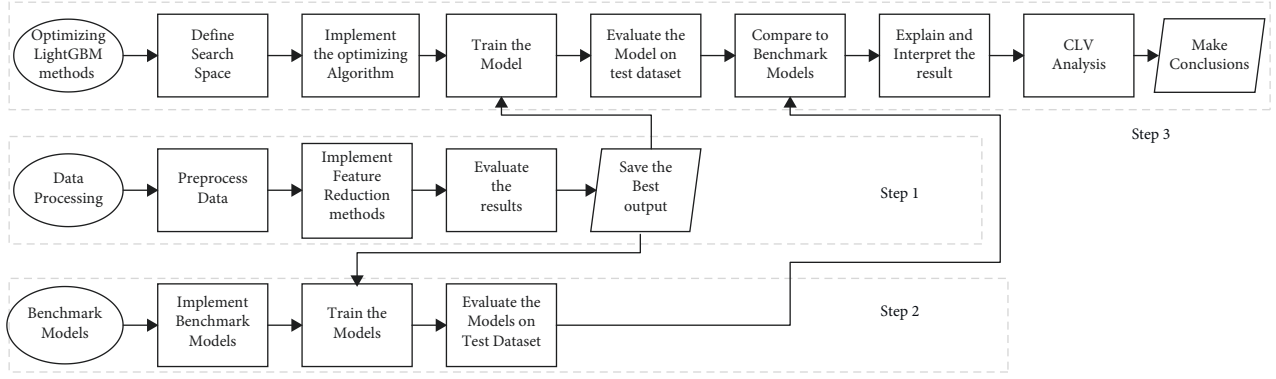 Optimizing
LightGBM
methods
Define
Search
Space
Implement
the optimizing
Algorithm
Train the
Model
Evaluate the
Model on
test dataset
Compare to
Benchmark
Models
Explain and
Interpret the
result
CLV
Analysis
Make
Conclusions
Step 3
Data
Processing
Preprocess
Data
Implement
Feature
Reduction
methods
Evaluate
the
results
Save the
Best
output
Step 1
Benchmark
Models
Implement
Benchmark
Models
Train the
Models
Evaluate the
Models on
Test Dataset
Step 2